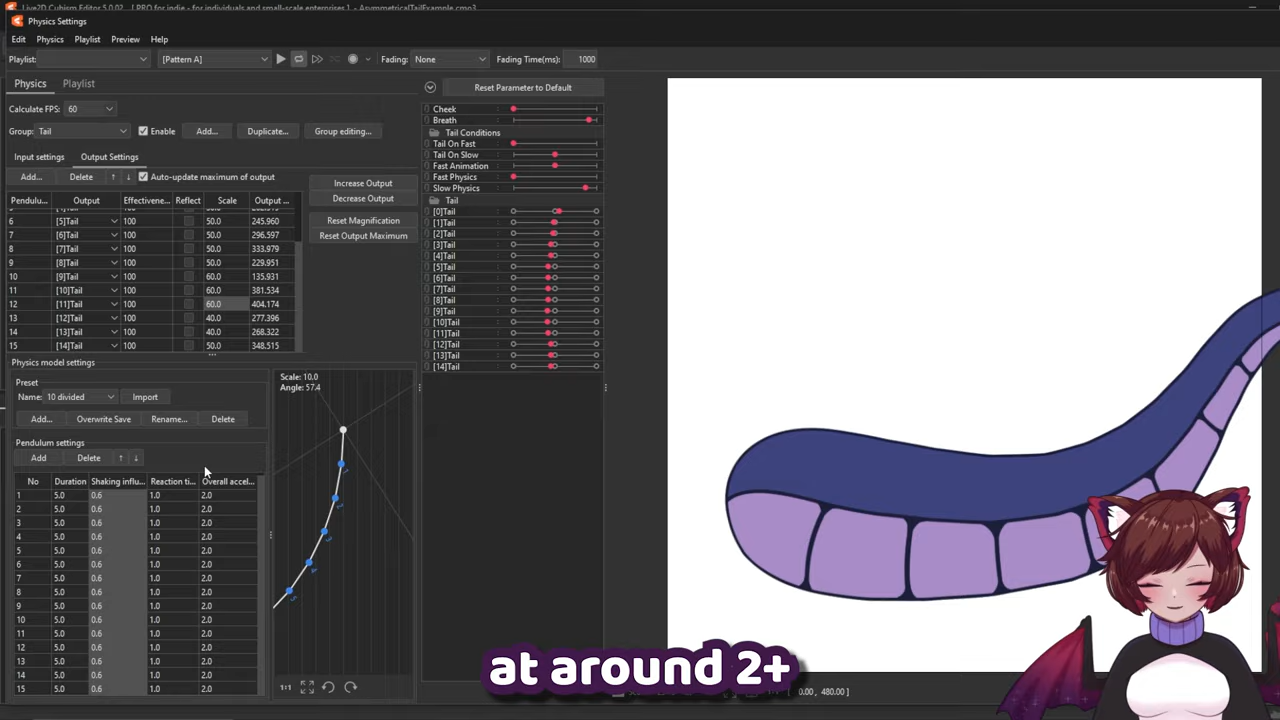 Live2D Cubism Editor 5.0.02 [ PRO for indie - for individuals and small-scale enterprises ] - AsymmetricalTailExample.cmo3
Physics Settings
Edit Physics Playlist Preview Help
Playlist: [Pattern A] Fading: None Fading Time(ms): 1000
Physics Playlist
Calculate FPS: 60
Group: Tail Enable Add... Duplicate... Group editing...
Input settings Output Settings
Add... Delete ↑ ↓ Auto-update maximum of output
Increase Output
Decrease Output
Reset Magnification
Reset Output Maximum
Pendulu... Output Effectivene... Reflect Scale Output ...
6 [5]Tail 100 50.0 245.960
7 [6]Tail 100 50.0 296.597
8 [7]Tail 100 50.0 333.979
9 [8]Tail 100 50.0 229.951
10 [9]Tail 100 60.0 135.931
11 [10]Tail 100 60.0 381.534
12 [11]Tail 100 60.0 404.174
13 [12]Tail 100 40.0 277.396
14 [13]Tail 100 40.0 268.322
15 [14]Tail 100 40.0 348.515
Physics model settings
Preset
Name: 10 divided Import
Add... Overwrite Save Rename... Delete
Pendulum settings
Add Delete ↑ ↓
No Duration Shaking influ... Reaction ti... Overall accel...
1 5.0 0.6 1.0 2.0
2 5.0 0.6 1.0 2.0
3 5.0 0.6 1.0 2.0
4 5.0 0.6 1.0 2.0
5 5.0 0.6 1.0 2.0
6 5.0 0.6 1.0 2.0
7 5.0 0.6 1.0 2.0
8 5.0 0.6 1.0 2.0
9 5.0 0.6 1.0 2.0
10 5.0 0.6 1.0 2.0
11 5.0 0.6 1.0 2.0
12 5.0 0.6 1.0 2.0
13 5.0 0.6 1.0 2.0
14 5.0 0.6 1.0 2.0
15 5.0 0.6 1.0 2.0
Scale: 10.0
Angle: 57.4
1:1
Reset Parameter to Default
Cheek
Breath
Tail Conditions
Tail On Fast
Tail On Slow
Fast Animation
Fast Physics
Slow Physics
Tail
[0]Tail
[1]Tail
[2]Tail
[3]Tail
[4]Tail
[5]Tail
[6]Tail
[7]Tail
[8]Tail
[9]Tail
[10]Tail
[11]Tail
[12]Tail
[13]Tail
[14]Tail
at around 2+
480.00)